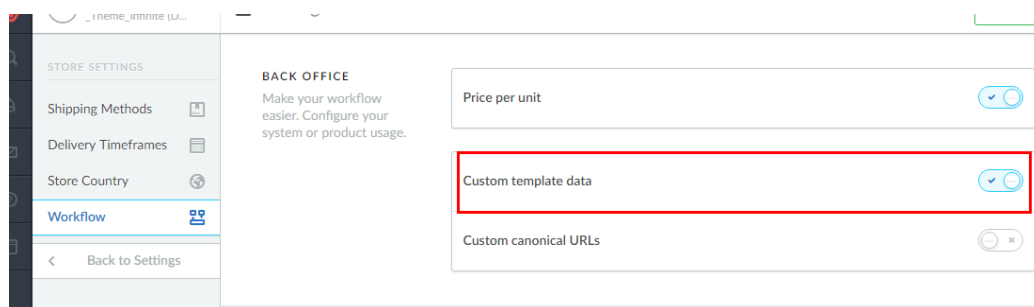 _Theme_Infinite (D...
STORE SETTINGS
Shipping Methods
Delivery Timeframes
Store Country
Workflow
Back to Settings
BACK OFFICE
Make your workflow
easier. Configure your
system or product usage.
Price per unit
Custom template data
Custom canonical URLs